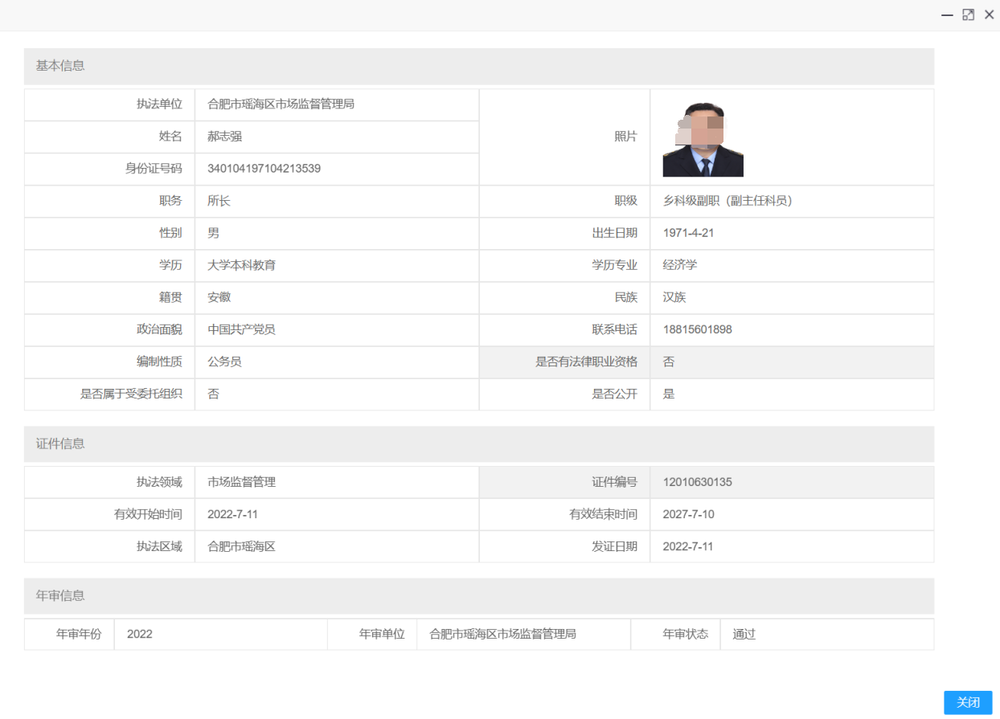 基本信息
执法单位 合肥市瑶海区市场监督管理局
姓名 郝志强 照片
身份证号码 340104197104213539
职务 所长 职级 乡科级副职（副主任科员）
性别 男 出生日期 1971-4-21
学历 大学本科教育 学历专业 经济学
籍贯 安徽 民族 汉族
政治面貌 中国共产党员 联系电话 18815601898
编制性质 公务员 是否有法律职业资格 否
是否属于受委托组织 否 是否公开 是
证件信息
执法领域 市场监督管理 证件编号 12010630135
有效开始时间 2022-7-11 有效结束时间 2027-7-10
执法区域 合肥市瑶海区 发证日期 2022-7-11
年审信息
年审年份 2022 年审单位 合肥市瑶海区市场监督管理局 年审状态 通过
关闭